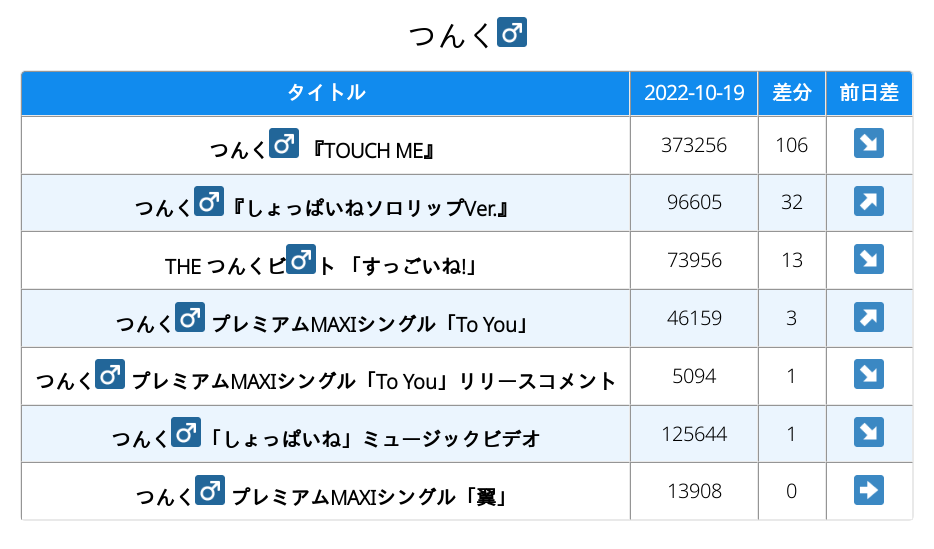 つんく♂
タイトル 2022-10-19 差分 前日差
つんく♂ 『TOUCH ME』 373256 106 ↘
つんく♂『しょっぱいねソロリップVer.』 96605 32 ↗
THE つんくビ♂ト 「すっごいね!」 73956 13 ↘
つんく♂ プレミアムMAXIシングル「To You」 46159 3 ↗
つんく♂ プレミアムMAXIシングル「To You」リリースコメント 5094 1 ↘
つんく♂「しょっぱいね」ミュージックビデオ 125644 1 ↘
つんく♂ プレミアムMAXIシングル「翼」 13908 0 ➡